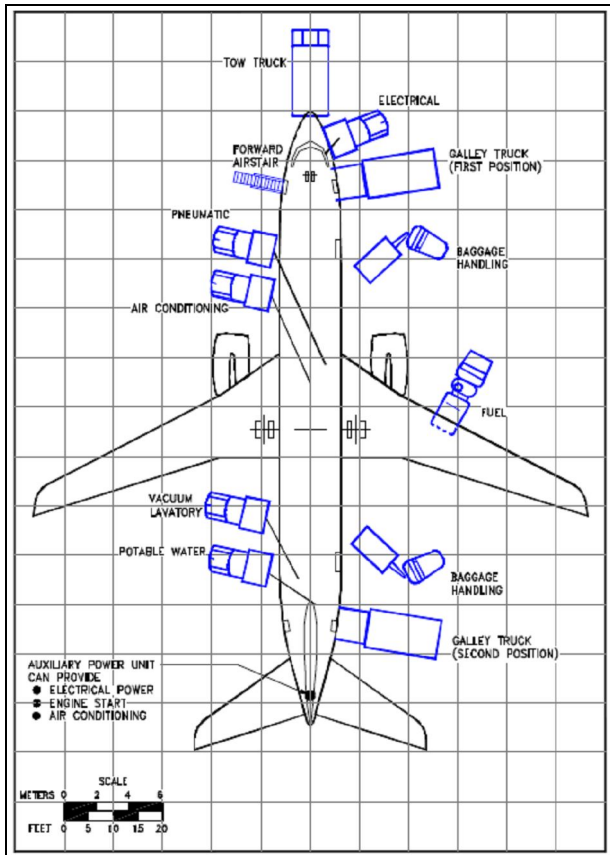 TOW TRUCK
ELECTRICAL
FORWARD
AIRSTAIR
GALLEY TRUCK
(FIRST POSITION)
PNEUMATIC
BAGGAGE
HANDLING
AIR CONDITIONING
FUEL
VACUUM
LAVATORY
POTABLE WATER
BAGGAGE
HANDLING
GALLEY TRUCK
(SECOND POSITION)
AUXILIARY POWER UNIT
CAN PROVIDE
● ELECTRICAL POWER
● ENGINE START
● AIR CONDITIONING
SCALE
METERS 0 2 4 6
FEET 0 5 10 15 20